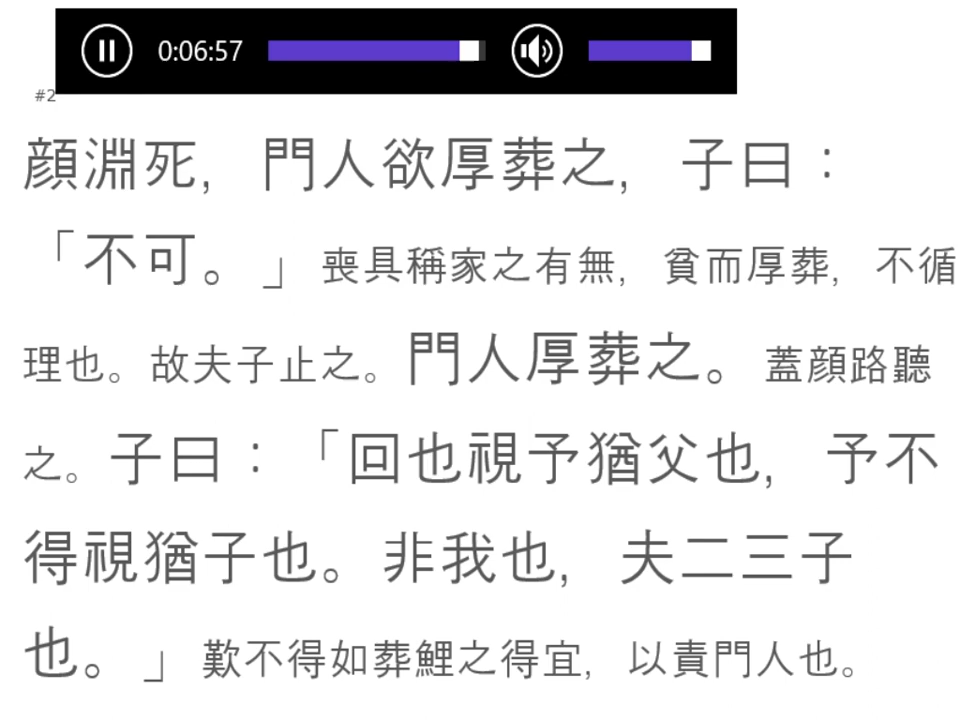 0:06:57
#2
顏淵死,門人欲厚葬之,子曰：
「不可。」喪具稱家之有無,貧而厚葬,不循
理也。故夫子止之。門人厚葬之。蓋顏路聽
之。子曰：「回也視予猶父也,予不
得視猶子也。非我也,夫二三子
也。」歎不得如葬鯉之得宜,以責門人也。